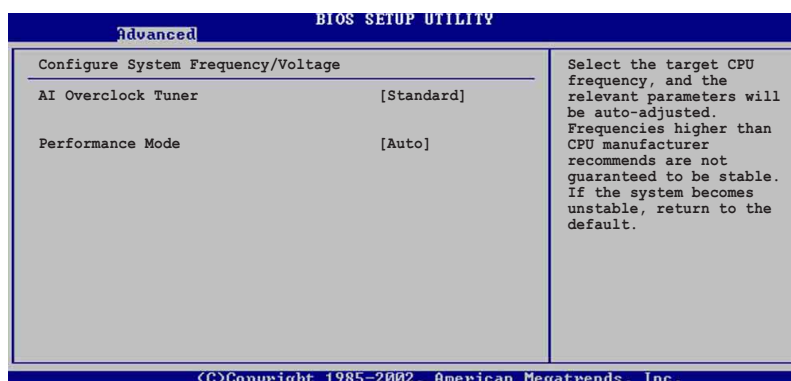 BIOS SETUP UTILITY
Advanced
Configure System Frequency/Voltage
AI Overclock Tuner [Standard]
Performance Mode [Auto]
Select the target CPU
frequency, and the
relevant parameters will
be auto-adjusted.
Frequencies higher than
CPU manufacturer
recommends are not
guaranteed to be stable.
If the system becomes
unstable, return to the
default.
(C)Copyright 1985-2002, American Megatrends, Inc.